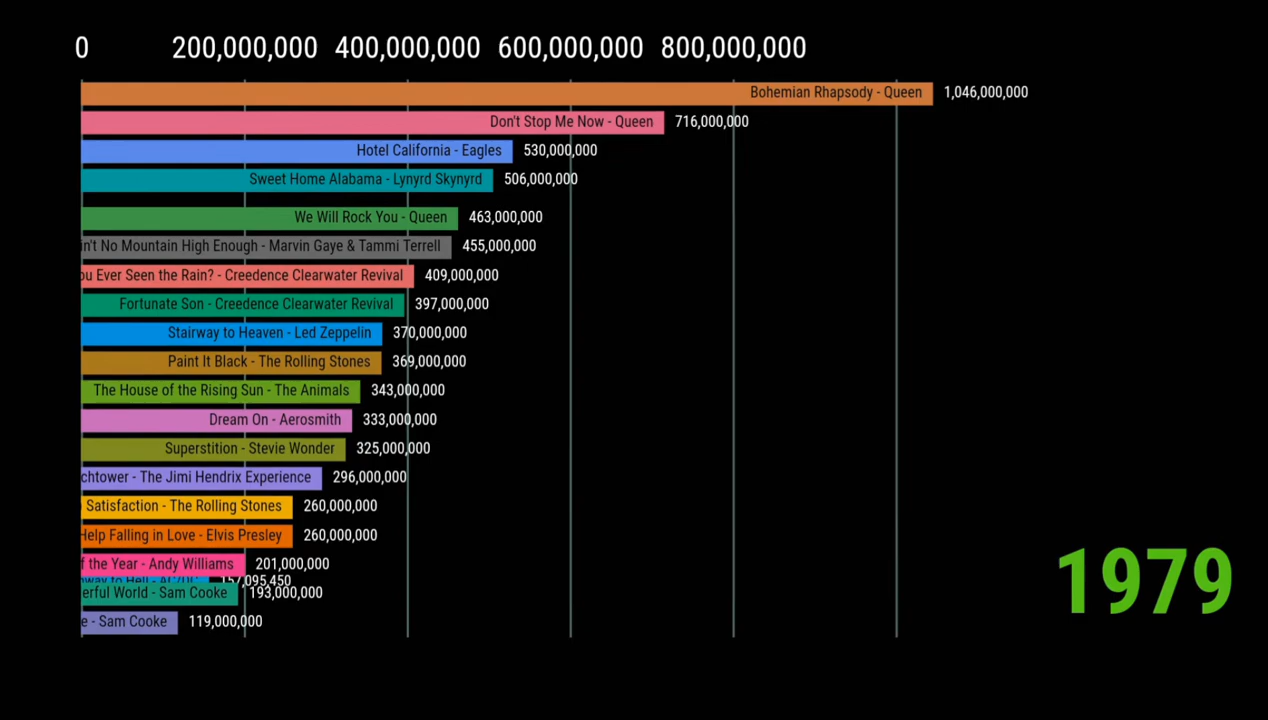 0 200,000,000 400,000,000 600,000,000 800,000,000
Bohemian Rhapsody - Queen 1,046,000,000
Don't Stop Me Now - Queen 716,000,000
Hotel California - Eagles 530,000,000
Sweet Home Alabama - Lynyrd Skynyrd 506,000,000
We Will Rock You - Queen 463,000,000
in't No Mountain High Enough - Marvin Gaye & Tammi Terrell 455,000,000
ou Ever Seen the Rain? - Creedence Clearwater Revival 409,000,000
Fortunate Son - Creedence Clearwater Revival 397,000,000
Stairway to Heaven - Led Zeppelin 370,000,000
Paint It Black - The Rolling Stones 369,000,000
The House of the Rising Sun - The Animals 343,000,000
Dream On - Aerosmith 333,000,000
Superstition - Stevie Wonder 325,000,000
chtower - The Jimi Hendrix Experience 296,000,000
Satisfaction - The Rolling Stones 260,000,000
Help Falling in Love - Elvis Presley 260,000,000
f the Year - Andy Williams 201,000,000
way to Hell - AC/DC 157,095,450
erful World - Sam Cooke 193,000,000
e - Sam Cooke 119,000,000
1979